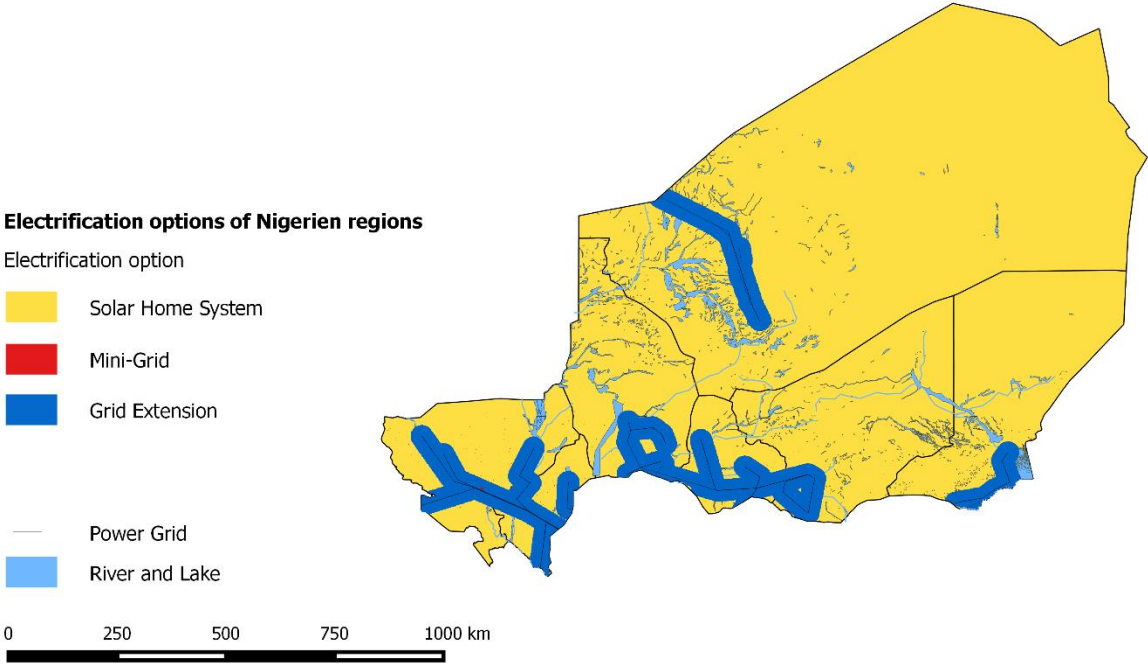 Electrification options of Nigerien regions
Electrification option
Solar Home System
Mini-Grid
Grid Extension
Power Grid
River and Lake
0 250 500 750 1000 km